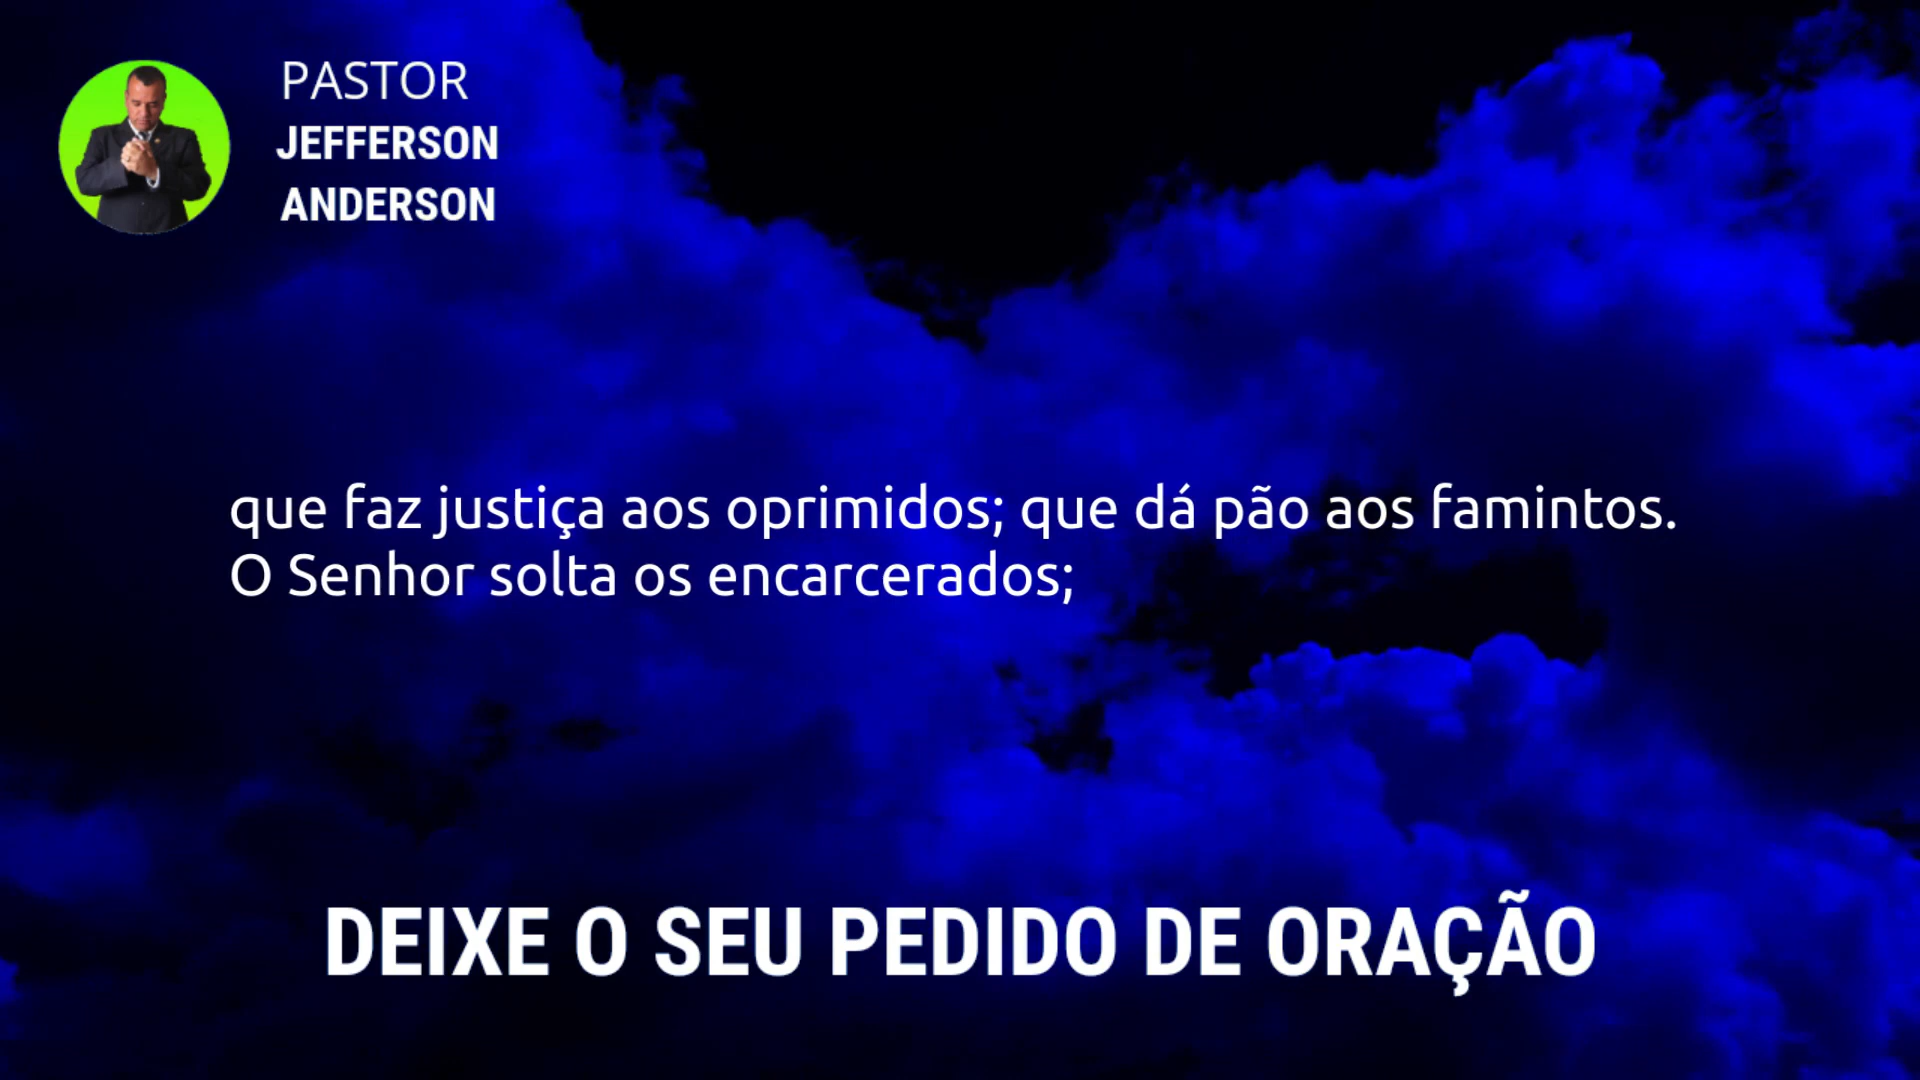 PASTOR
JEFFERSON
ANDERSON
que faz justiça aos oprimidos; que dá pão aos famintos.
O Senhor solta os encarcerados;
DEIXE O SEU PEDIDO DE ORAÇÃO